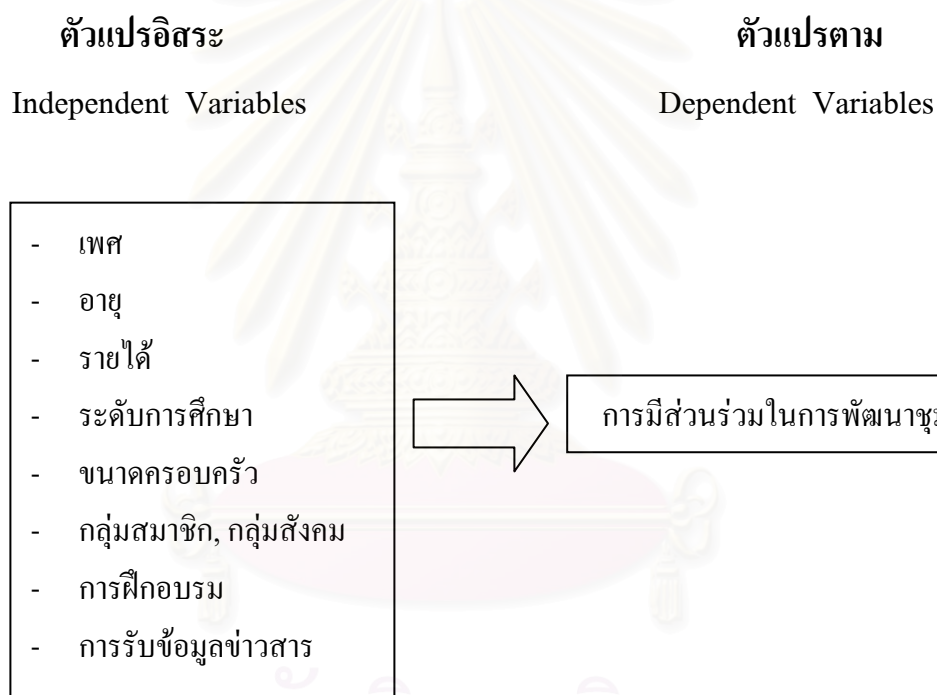 ตัวแปรอิสระ
ตัวแปรตาม
Independent Variables
Dependent Variables
- เพศ
- อายุ
- รายได้
- ระดับการศึกษา
- ขนาดครอบครัว
- กลุ่มสมาชิก, กลุ่มสังคม
- การฝึกอบรม
- การรับข้อมูลข่าวสาร
การมีส่วนร่วมในการพัฒนา